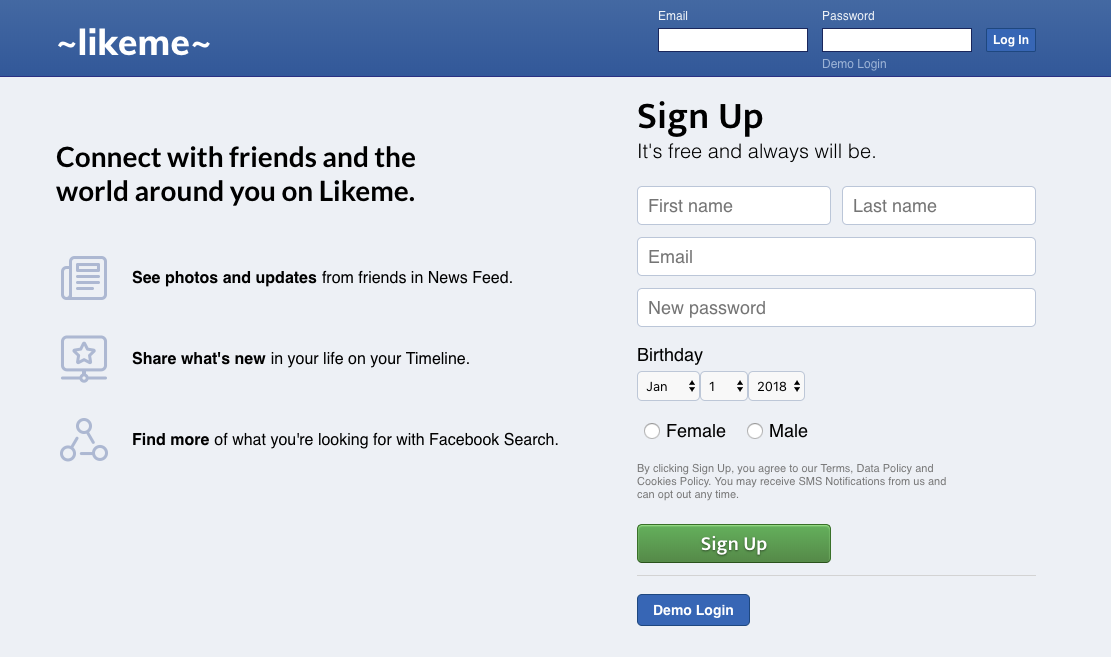 ~likeme~
Email
Password
Log In
Demo Login
Connect with friends and the
world around you on Likeme.
See photos and updates from friends in News Feed.
Share what's new in your life on your Timeline.
Find more of what you're looking for with Facebook Search.
Sign Up
It's free and always will be.
First name
Last name
Email
New password
Birthday
Jan
1
2018
Female
Male
By clicking Sign Up, you agree to our Terms, Data Policy and
Cookies Policy. You may receive SMS Notifications from us and
can opt out any time.
Sign Up
Demo Login